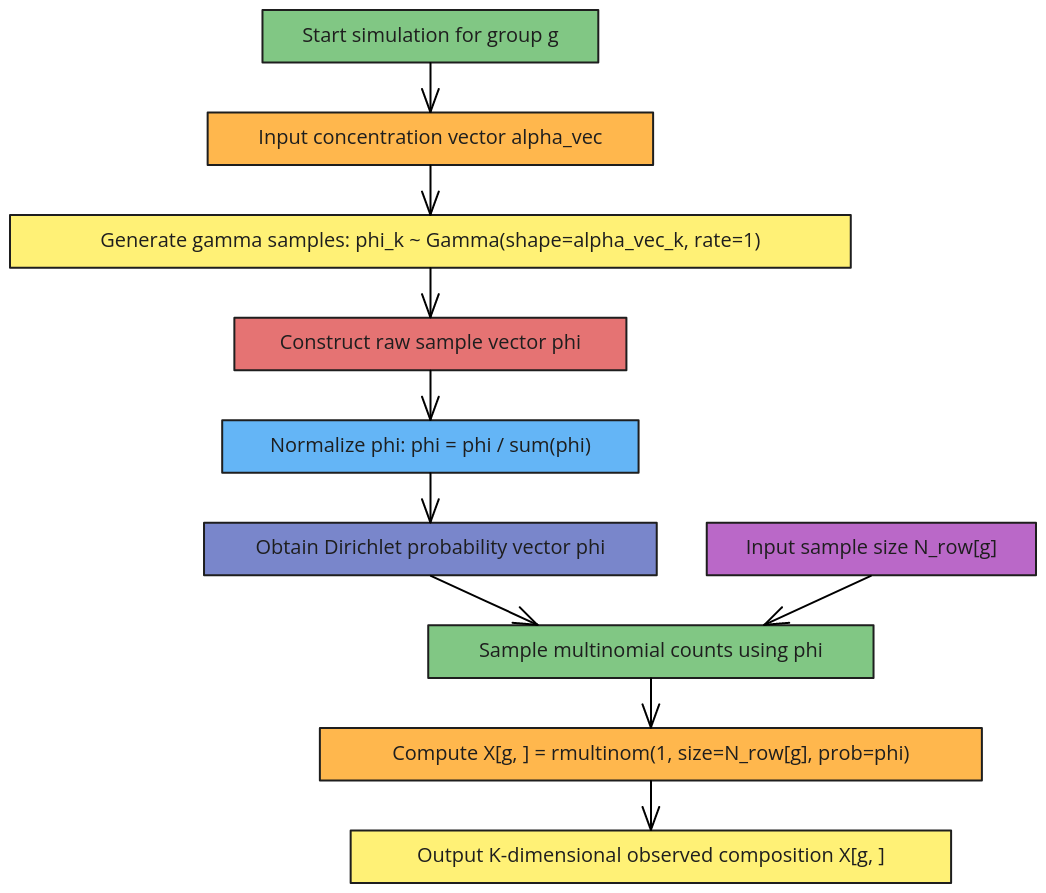 Start simulation for group g
Input concentration vector alpha_vec
Generate gamma samples: phi_k ~ Gamma(shape=alpha_vec_k, rate=1)
Construct raw sample vector phi
Normalize phi: phi = phi / sum(phi)
Obtain Dirichlet probability vector phi
Input sample size N_row[g]
Sample multinomial counts using phi
Compute X[g, ] = rmultinom(1, size=N_row[g], prob=phi)
Output K-dimensional observed composition X[g, ]